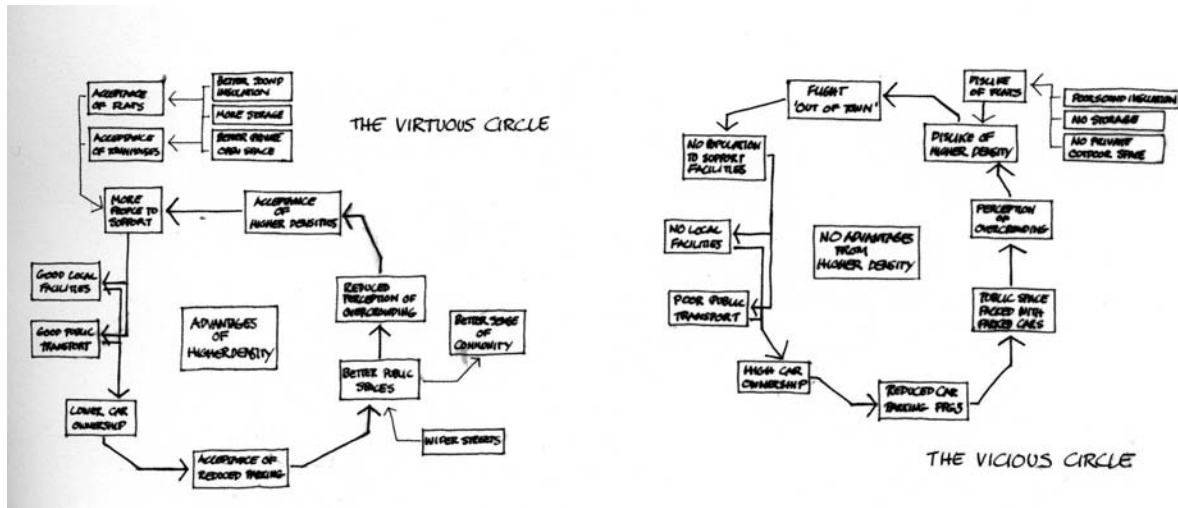 ACCEPTANCE
OF FLATS
BETTER SOUND
INSULATION
MORE STORAGE
ACCEPTANCE
OF TOWNHOUSES
BETTER PRIVATE
OPEN SPACE
THE VIRTUOUS CIRCLE
MORE
PEOPLE TO
SUPPORT
ACCEPTANCE
OF
HIGHER DENSITIES
GOOD LOCAL
FACILITIES
GOOD PUBLIC
TRANSPORT
ADVANTAGES
OF
HIGHER DENSITY
REDUCED
PERCEPTION OF
OVERCROWDING
BETTER SENSE
OF
COMMUNITY
BETTER PUBLIC
SPACES
LOWER CAR
OWNERSHIP
WIDER STREETS
ACCEPTANCE OF
REDUCED PARKING
FLIGHT
'OUT OF TOWN'
DISLIKE
OF FLATS
POOR SOUND INSULATION
NO STORAGE
NO PRIVATE
OUTDOOR SPACE
DISLIKE OF
HIGHER DENSITY
NO POPULATION
TO SUPPORT
FACILITIES
PERCEPTION
OF
OVERCROWDING
NO LOCAL
FACILITIES
NO ADVANTAGES
FROM
HIGHER DENSITY
POOR PUBLIC
TRANSPORT
PUBLIC SPACE
PACKED WITH
PARKED CARS
HIGH CAR
OWNERSHIP
REDUCED CAR
PARKING PPG3
THE VICIOUS CIRCLE